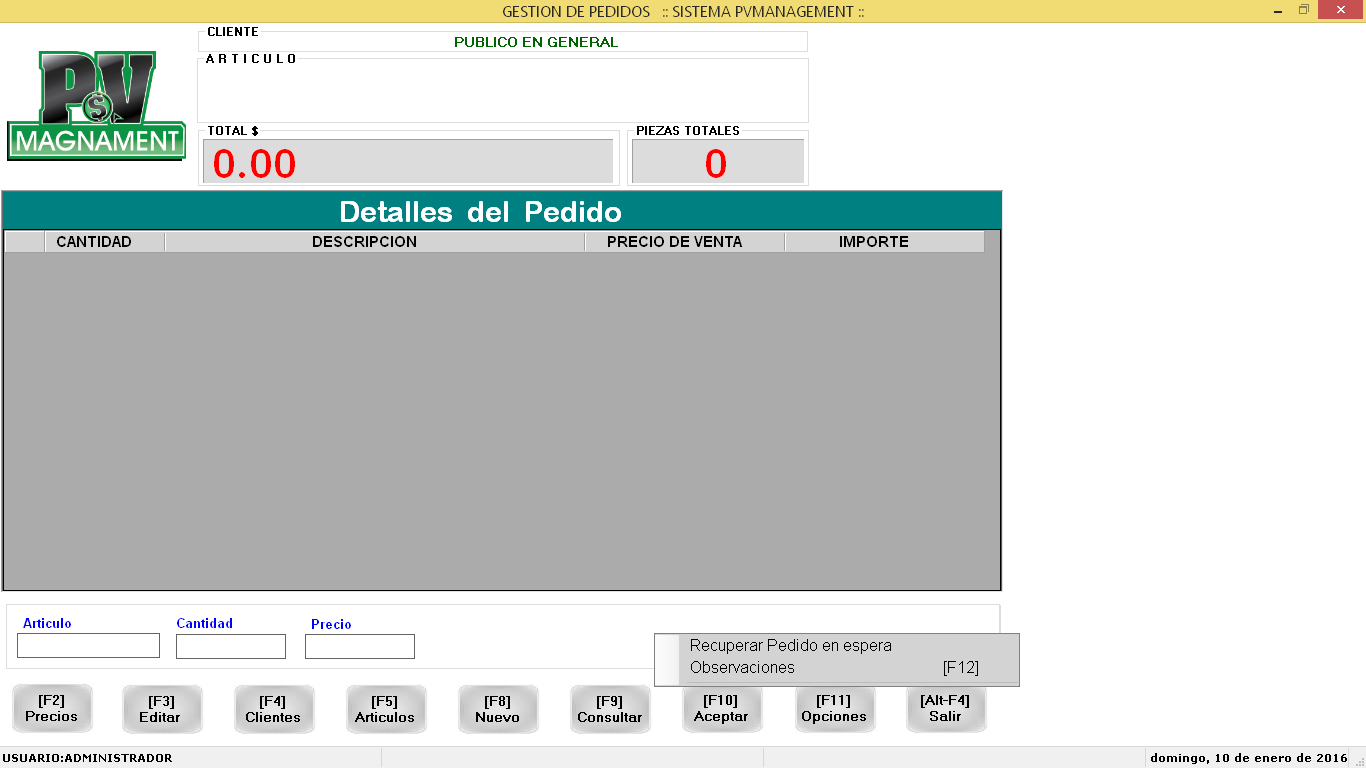 GESTION DE PEDIDOS :: SISTEMA PVMANAGEMENT ::
P$V
MAGNAMENT
CLIENTE
PUBLICO EN GENERAL
A R T I C U L O
TOTAL $
0.00
PIEZAS TOTALES
0
Detalles del Pedido
CANTIDAD DESCRIPCION PRECIO DE VENTA IMPORTE
Articulo Cantidad Precio
Recuperar Pedido en espera
Observaciones [F12]
[F2] Precios
[F3] Editar
[F4] Clientes
[F5] Articulos
[F8] Nuevo
[F9] Consultar
[F10] Aceptar
[F11] Opciones
[Alt-F4] Salir
USUARIO:ADMINISTRADOR
domingo, 10 de enero de 2016